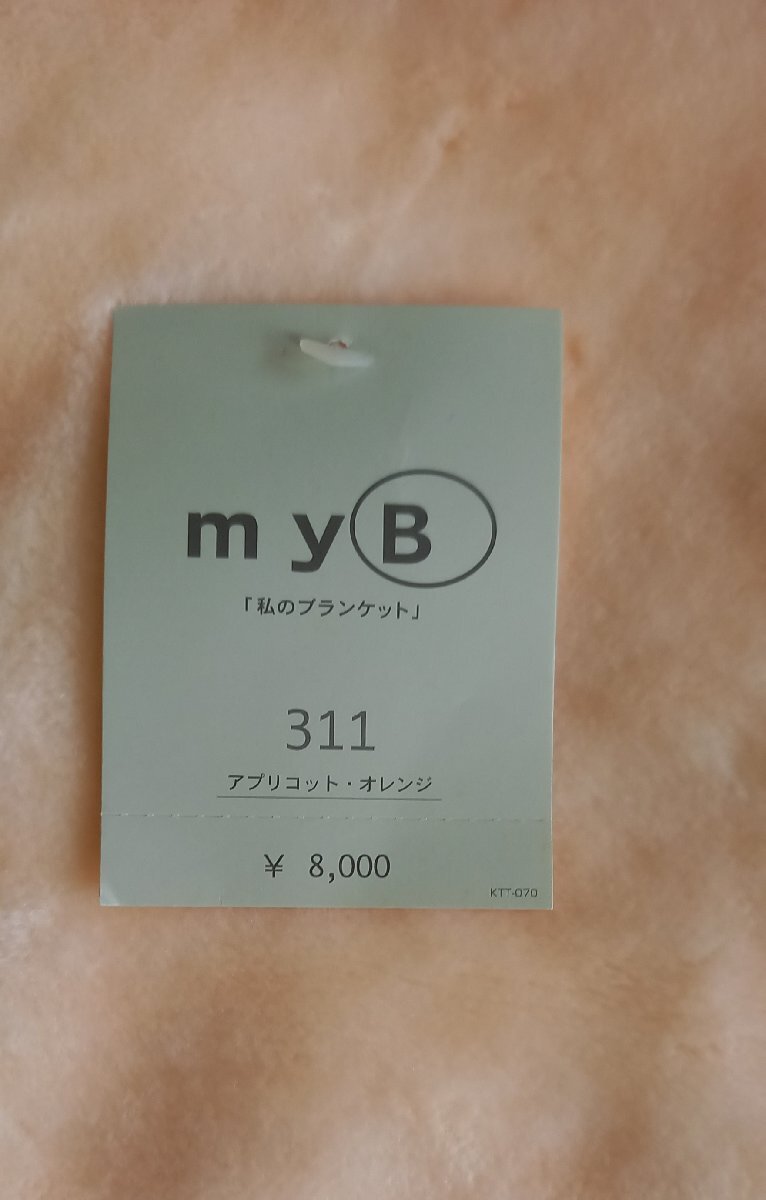 myB
「私のブランケット」
311
アプリコット・オレンジ
¥ 8,000
KTT-070